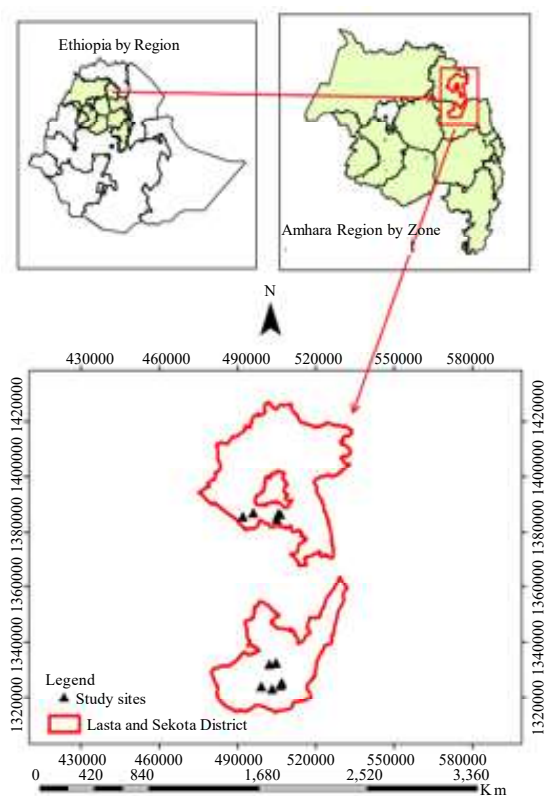 Ethiopia by Region
Amhara Region by Zone
N
430000 460000 490000 520000 550000 580000
1420000 1420000
1400000 1400000
1380000 1380000
1360000 1360000
1340000 1340000
1320000 1320000
Legend
Study sites
Lasta and Sekota District
430000 460000 490000 520000 550000 580000
0 420 840 1,680 2,520 3,360
Km